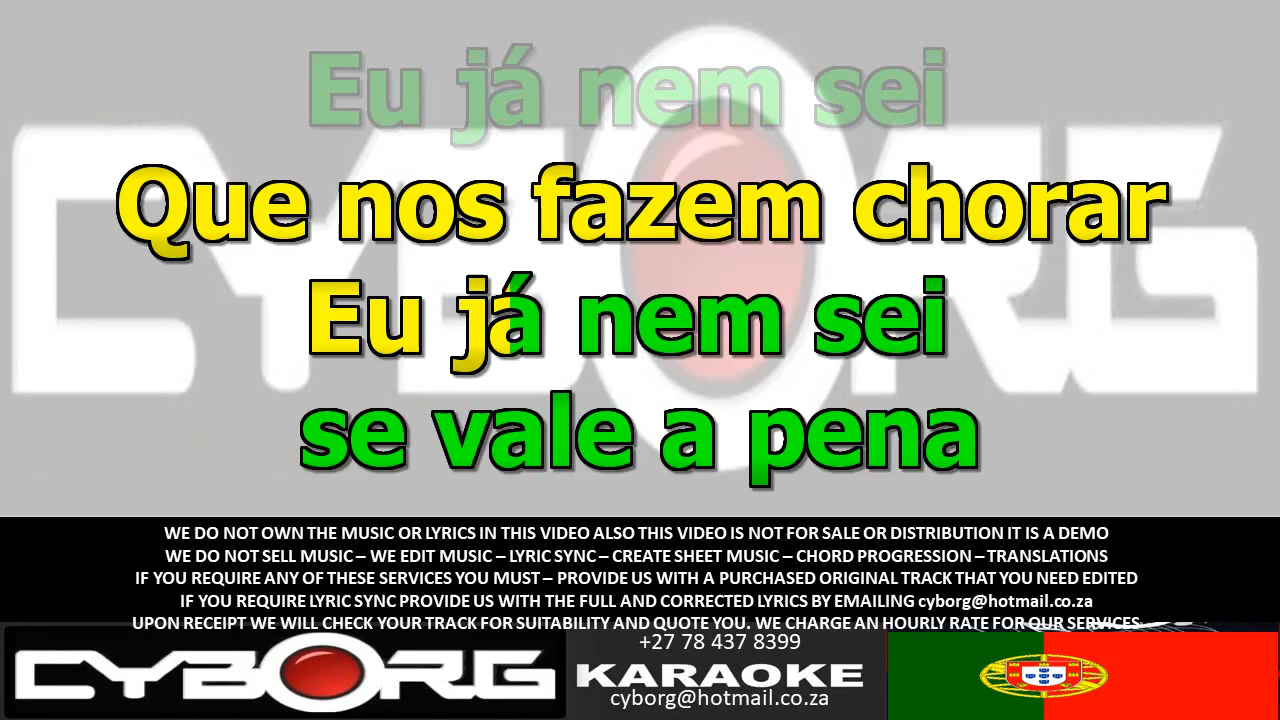 Eu já nem sei
Que nos fazem chorar
Eu já nem sei
se vale a pena
CYBORG
WE DO NOT OWN THE MUSIC OR LYRICS IN THIS VIDEO ALSO THIS VIDEO IS NOT FOR SALE OR DISTRIBUTION IT IS A DEMO
WE DO NOT SELL MUSIC – WE EDIT MUSIC – LYRIC SYNC – CREATE SHEET MUSIC – CHORD PROGRESSION – TRANSLATIONS
IF YOU REQUIRE ANY OF THESE SERVICES YOU MUST – PROVIDE US WITH A PURCHASED ORIGINAL TRACK THAT YOU NEED EDITED
IF YOU REQUIRE LYRIC SYNC PROVIDE US WITH THE FULL AND CORRECTED LYRICS BY EMAILING cyborg@hotmail.co.za
UPON RECEIPT WE WILL CHECK YOUR TRACK FOR SUITABILITY AND QUOTE YOU. WE CHARGE AN HOURLY RATE FOR OUR SERVICES
CYBORG
+27 78 437 8399
KARAOKE
cyborg@hotmail.co.za